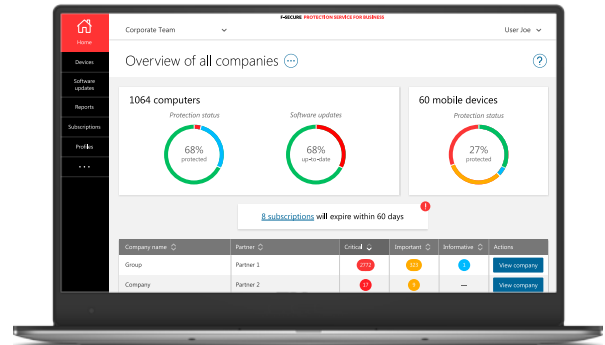 F-SECURE PROTECTION SERVICE FOR BUSINESS
Home
Corporate Team
User Joe
Devices
Software updates
Reports
Subscriptions
Profiles
...
Overview of all companies
?
1064 computers
Protection status
Software updates
68%
protected
68%
up-to-date
60 mobile devices
Protection status
27%
protected
8 subscriptions will expire within 60 days
!
Company name
Partner
Critical
Important
Informative
Actions
Group
Partner 1
2772
323
1
View company
Company
Partner 2
17
9
—
View company